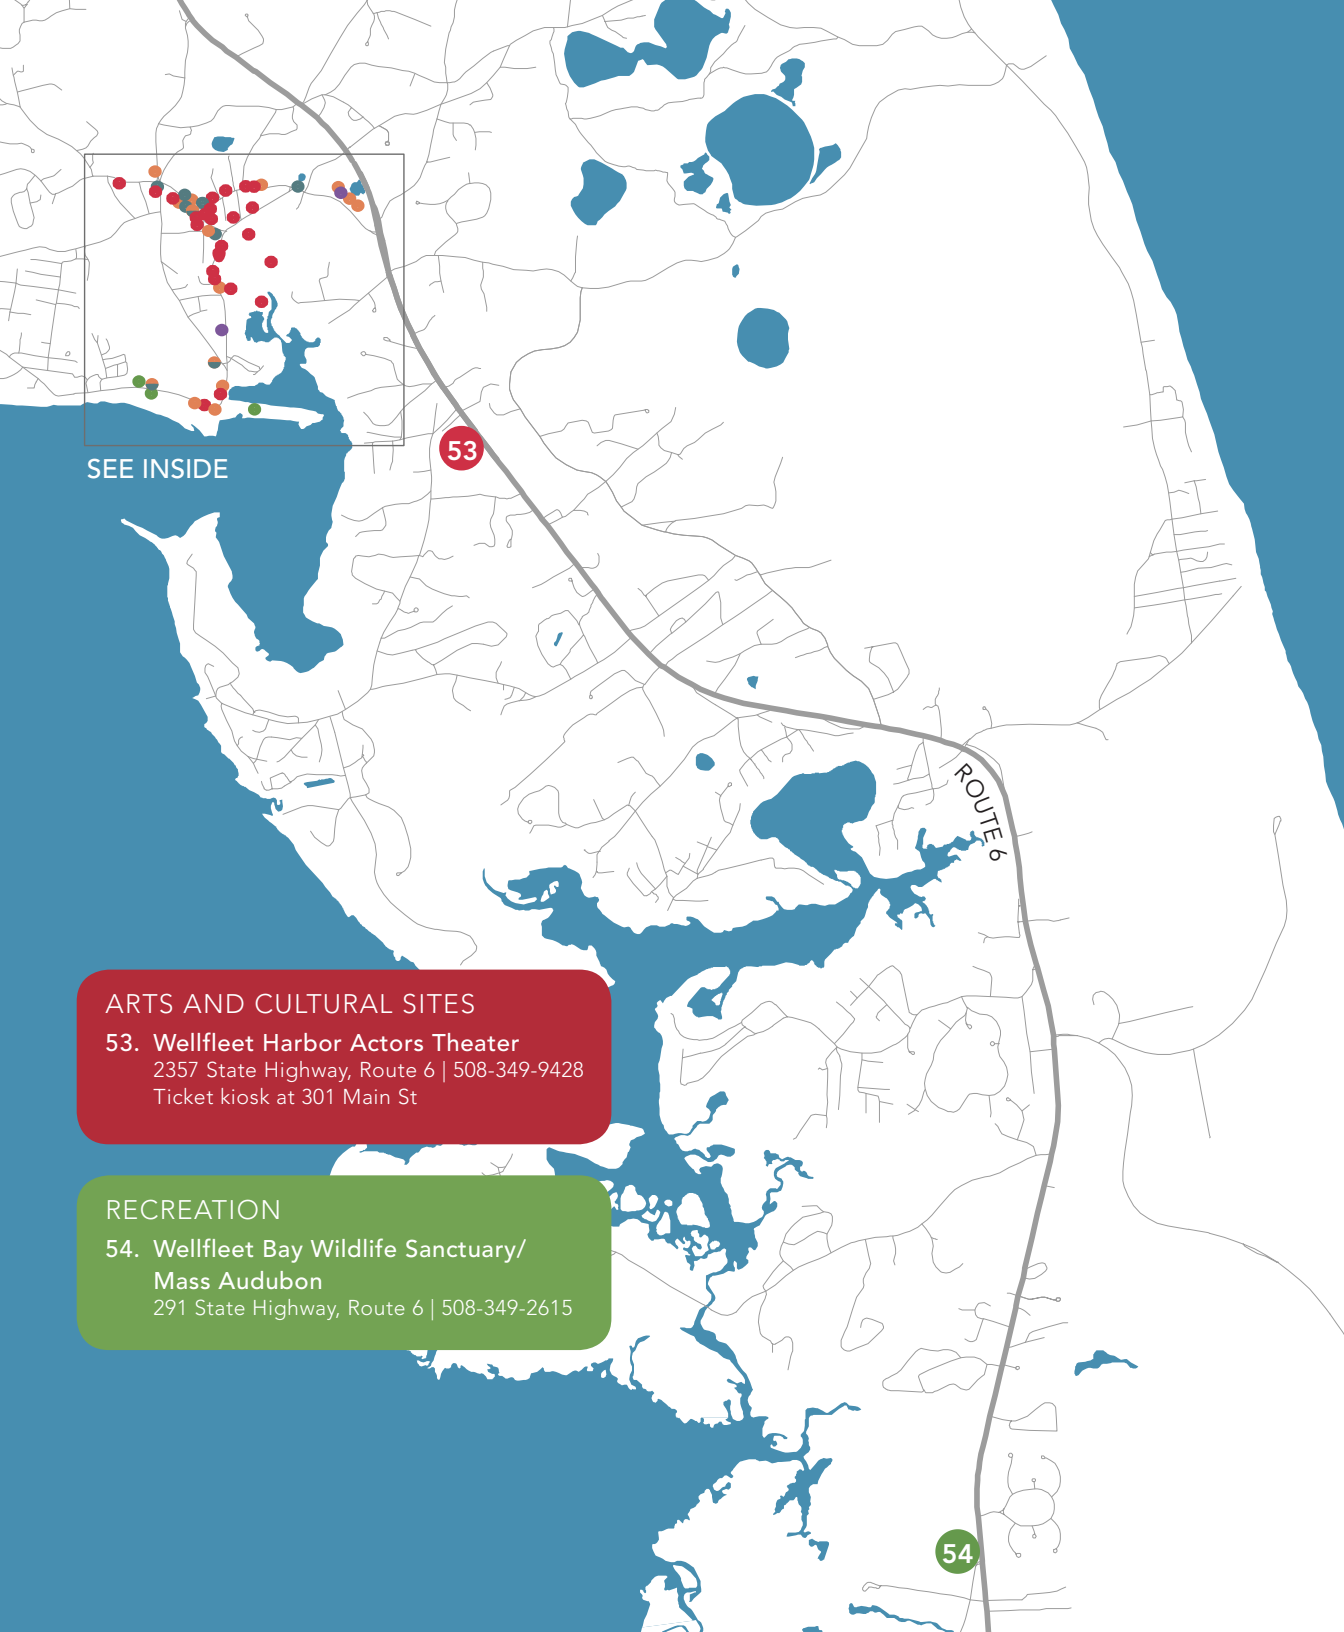 SEE INSIDE
53
ROUTE 6
ARTS AND CULTURAL SITES
53. Wellfleet Harbor Actors Theater
2357 State Highway, Route 6 | 508-349-9428
Ticket kiosk at 301 Main St
RECREATION
54. Wellfleet Bay Wildlife Sanctuary/
Mass Audubon
291 State Highway, Route 6 | 508-349-2615
54